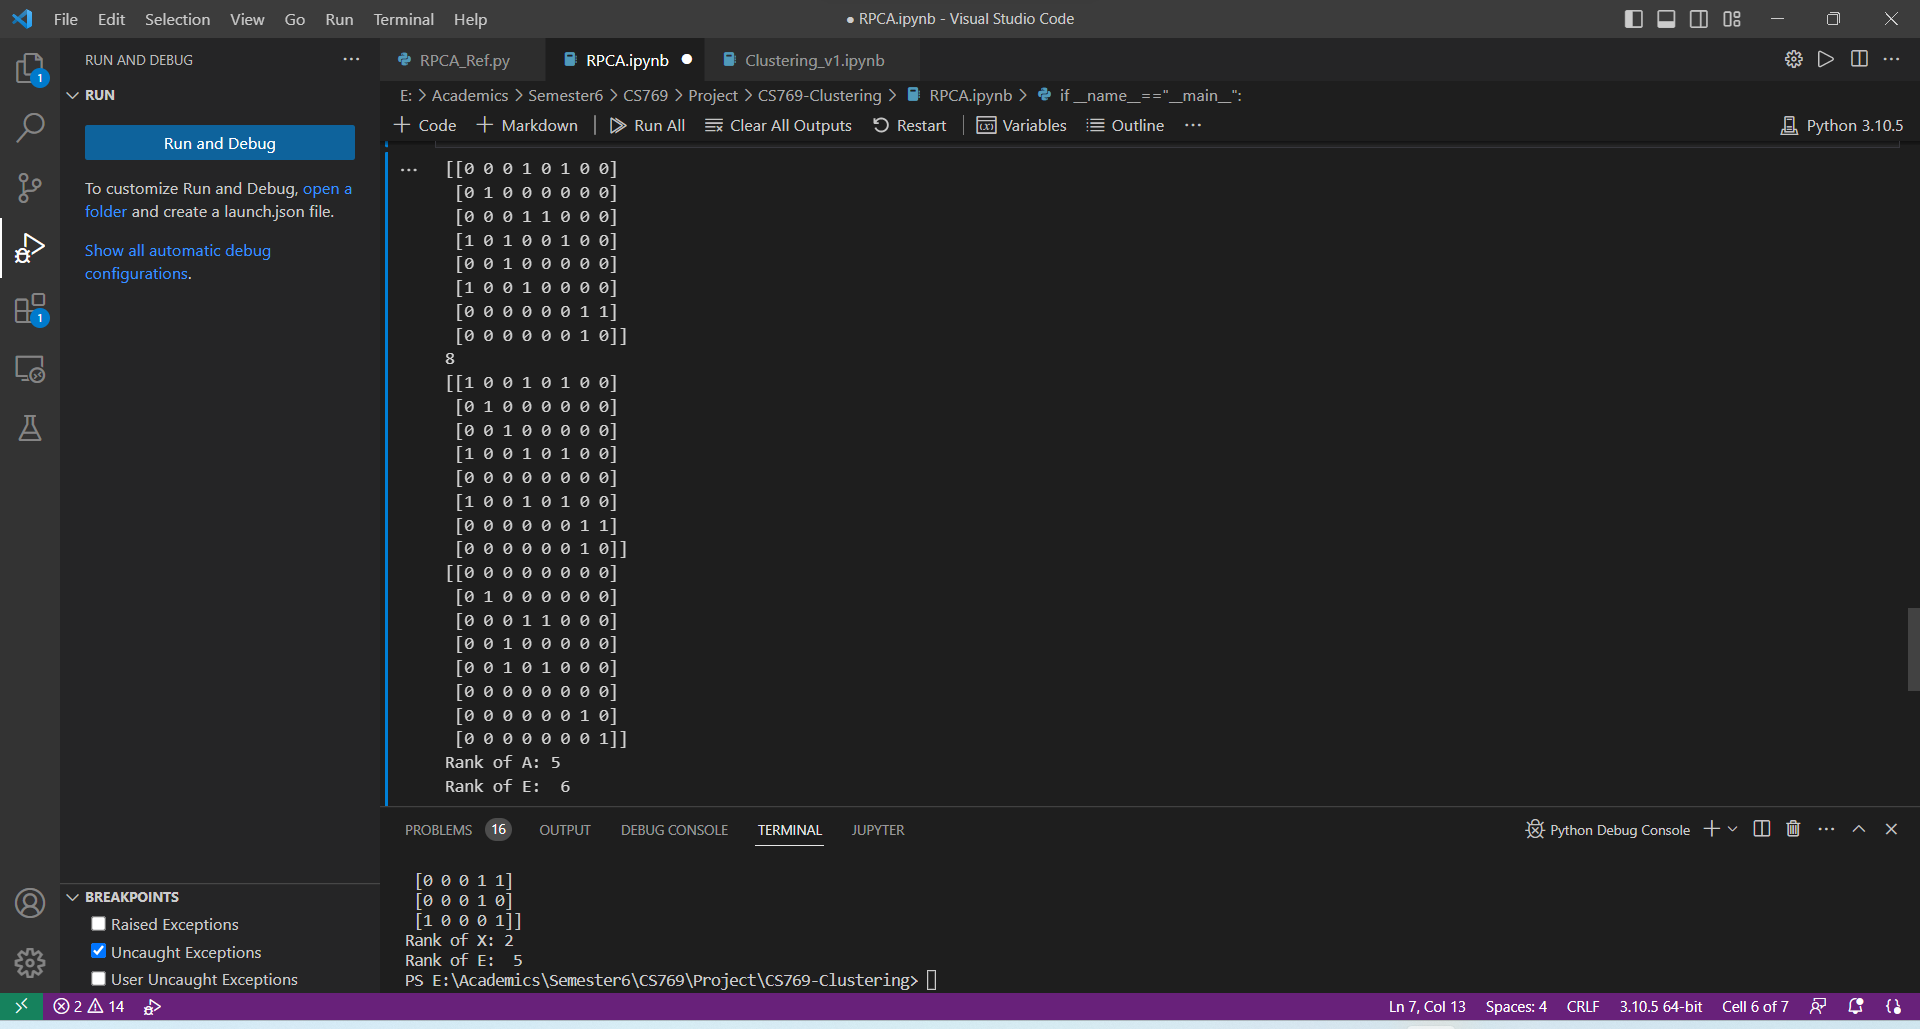 File Edit Selection View Go Run Terminal Help
● RPCA.ipynb - Visual Studio Code
RUN AND DEBUG ···
RUN
Run and Debug
To customize Run and Debug, open a
folder and create a launch.json file.
Show all automatic debug
configurations.
1
1
BREAKPOINTS
Raised Exceptions
Uncaught Exceptions
User Uncaught Exceptions
RPCA_Ref.py RPCA.ipynb ● Clustering_v1.ipynb
E: > Academics > Semester6 > CS769 > Project > CS769-Clustering > RPCA.ipynb > if __name__=="__main__":
+ Code + Markdown Run All Clear All Outputs Restart Variables Outline ··· Python 3.10.5
[[0 0 0 1 0 1 0 0]
[0 1 0 0 0 0 0 0]
[0 0 0 1 1 0 0 0]
[1 0 1 0 0 1 0 0]
[0 0 1 0 0 0 0 0]
[1 0 0 1 0 0 0 0]
[0 0 0 0 0 0 1 1]
[0 0 0 0 0 0 1 0]]
8
[[1 0 0 1 0 1 0 0]
[0 1 0 0 0 0 0 0]
[0 0 1 0 0 0 0 0]
[1 0 0 1 0 1 0 0]
[0 0 0 0 0 0 0 0]
[1 0 0 1 0 1 0 0]
[0 0 0 0 0 0 1 1]
[0 0 0 0 0 0 1 0]]
[[0 0 0 0 0 0 0 0]
[0 1 0 0 0 0 0 0]
[0 0 0 1 1 0 0 0]
[0 0 1 0 0 0 0 0]
[0 0 1 0 1 0 0 0]
[0 0 0 0 0 0 0 0]
[0 0 0 0 0 0 1 0]
[0 0 0 0 0 0 0 1]]
Rank of A: 5
Rank of E:  6
PROBLEMS 16 OUTPUT DEBUG CONSOLE TERMINAL JUPYTER
Python Debug Console
[0 0 0 1 1]
[0 0 0 1 0]
[1 0 0 0 1]]
Rank of X: 2
Rank of E:  5
PS E:\Academics\Semester6\CS769\Project\CS769-Clustering>
2 14 Ln 7, Col 13 Spaces: 4 CRLF 3.10.5 64-bit Cell 6 of 7